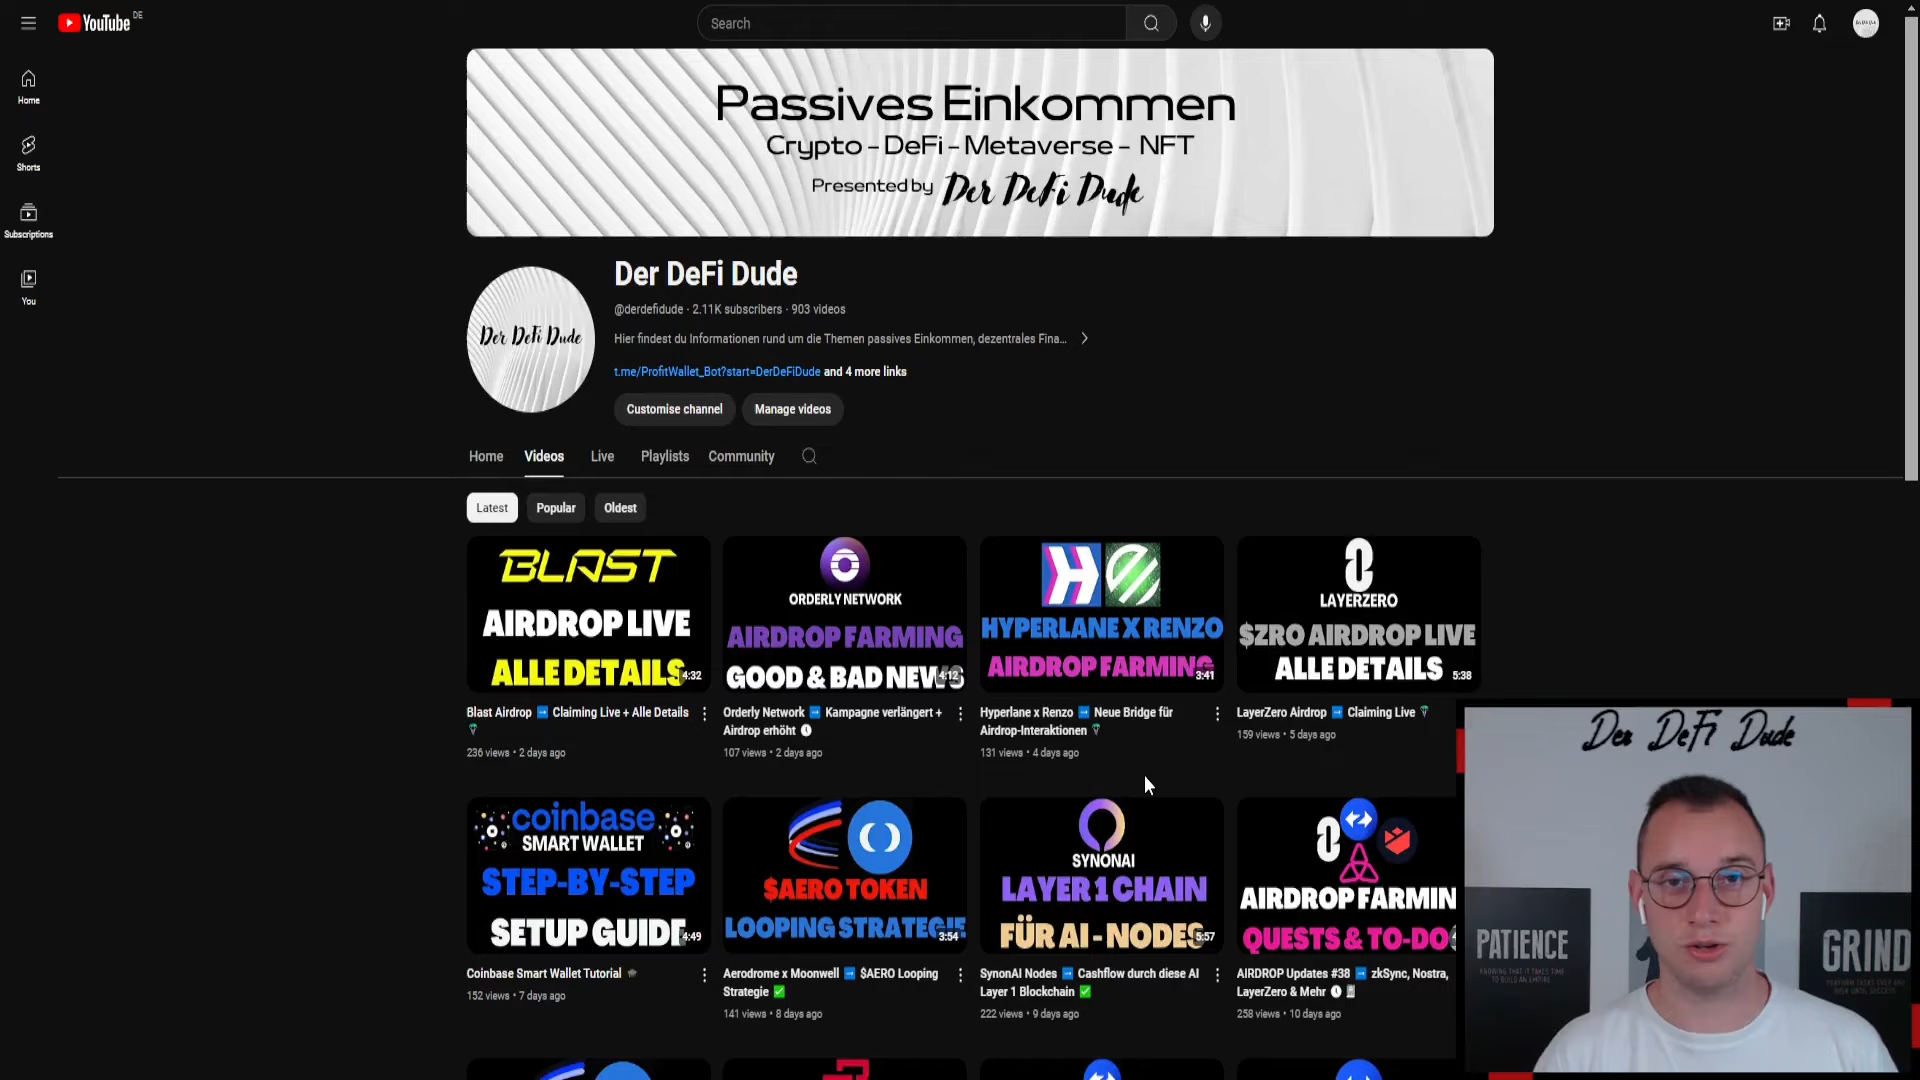 YouTube DE
Search
Home
Shorts
Subscriptions
You
Passives Einkommen
Crypto - DeFi - Metaverse - NFT
Presented by Der DeFi Dude
Der DeFi Dude
Der DeFi Dude
@derdefidude · 2.11K subscribers · 903 videos
Hier findest du Informationen rund um die Themen passives Einkommen, dezentrales Fina...
t.me/ProfitWallet_Bot?start=DerDeFiDude and 4 more links
Customise channel
Manage videos
Home
Videos
Live
Playlists
Community
Latest
Popular
Oldest
BLAST
AIRDROP LIVE
ALLE DETAILS
4:32
Blast Airdrop ➡️ Claiming Live + Alle Details
236 views • 2 days ago
ORDERLY NETWORK
AIRDROP FARMING
GOOD & BAD NEWS
4:12
Orderly Network ➡️ Kampagne verlängert +
Airdrop erhöht
107 views • 2 days ago
HYPERLANE X RENZO
AIRDROP FARMING
3:41
Hyperlane x Renzo ➡️ Neue Bridge für
Airdrop-Interaktionen
131 views • 4 days ago
LAYERZERO
$ZRO AIRDROP LIVE
ALLE DETAILS
5:38
LayerZero Airdrop ➡️ Claiming Live
159 views • 5 days ago
coinbase
SMART WALLET
STEP-BY-STEP
SETUP GUIDE
4:49
Coinbase Smart Wallet Tutorial
152 views • 7 days ago
$AERO TOKEN
LOOPING STRATEGIE
3:54
Aerodrome x Moonwell ➡️ $AERO Looping
Strategie ✅
141 views • 8 days ago
SYNONAI
LAYER 1 CHAIN
FÜR AI - NODES
5:57
SynonAI Nodes ➡️ Cashflow durch diese AI
Layer 1 Blockchain ✅
222 views • 9 days ago
AIRDROP FARMIN
QUESTS & TO-DO
AIRDROP Updates #38 ➡️ zkSync, Nostra,
LayerZero & Mehr
258 views • 10 days ago
Der DeFi Dude
PATIENCE
KNOWING THAT IT TAKES TIME
TO BUILD AN EMPIRE
GRIND